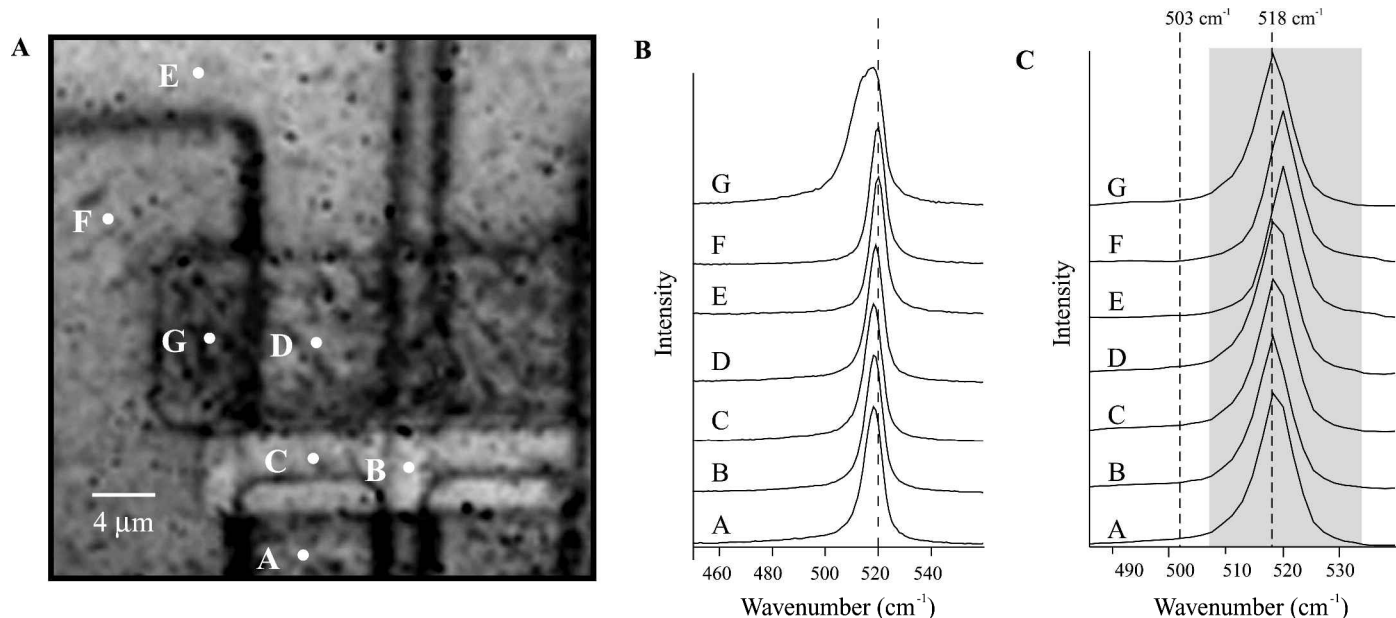 A
E
F
G
D
C
B
4 μm
A
B
G
F
E
D
C
B
A
Intensity
460 480 500 520 540
Wavenumber (cm-1)
503 cm-1 518 cm-1
C
G
F
E
D
C
B
A
Intensity
490 500 510 520 530
Wavenumber (cm-1)